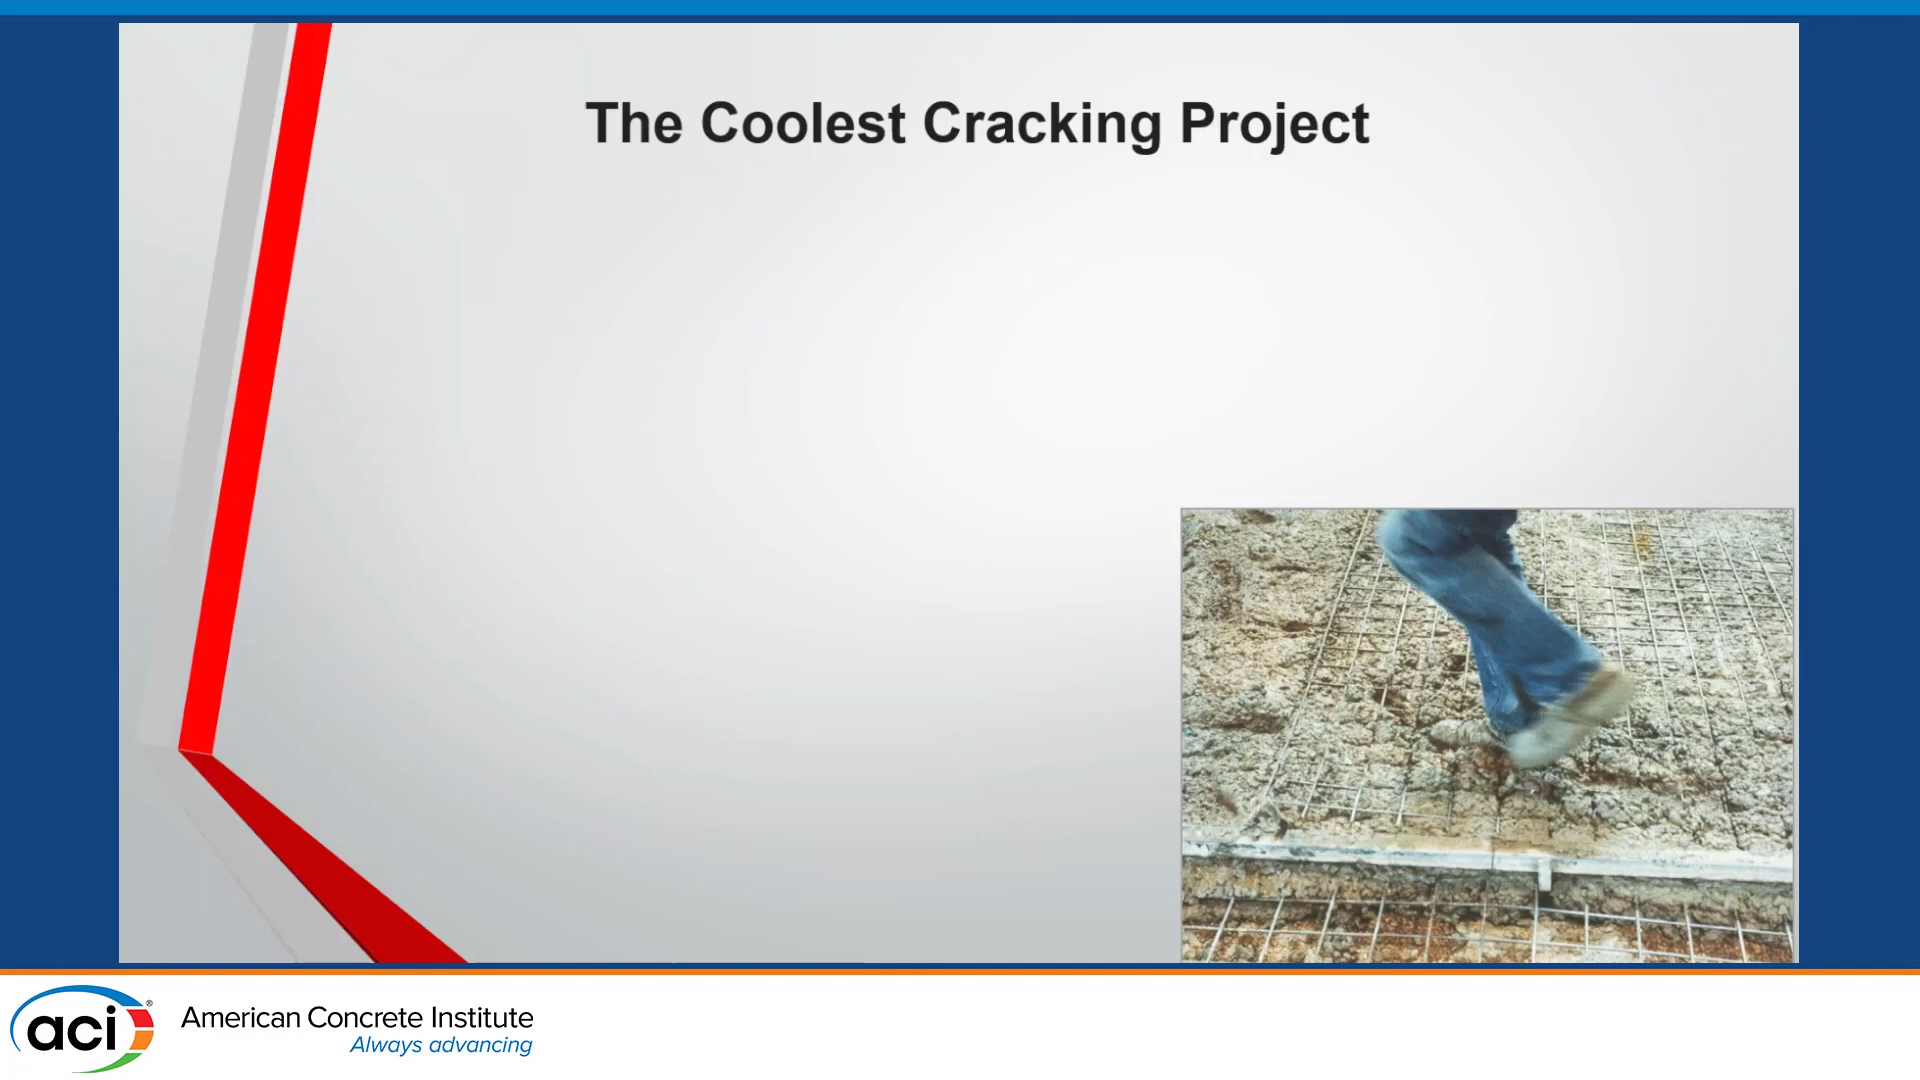 The Coolest Cracking Project
aci®
American Concrete Institute
Always advancing